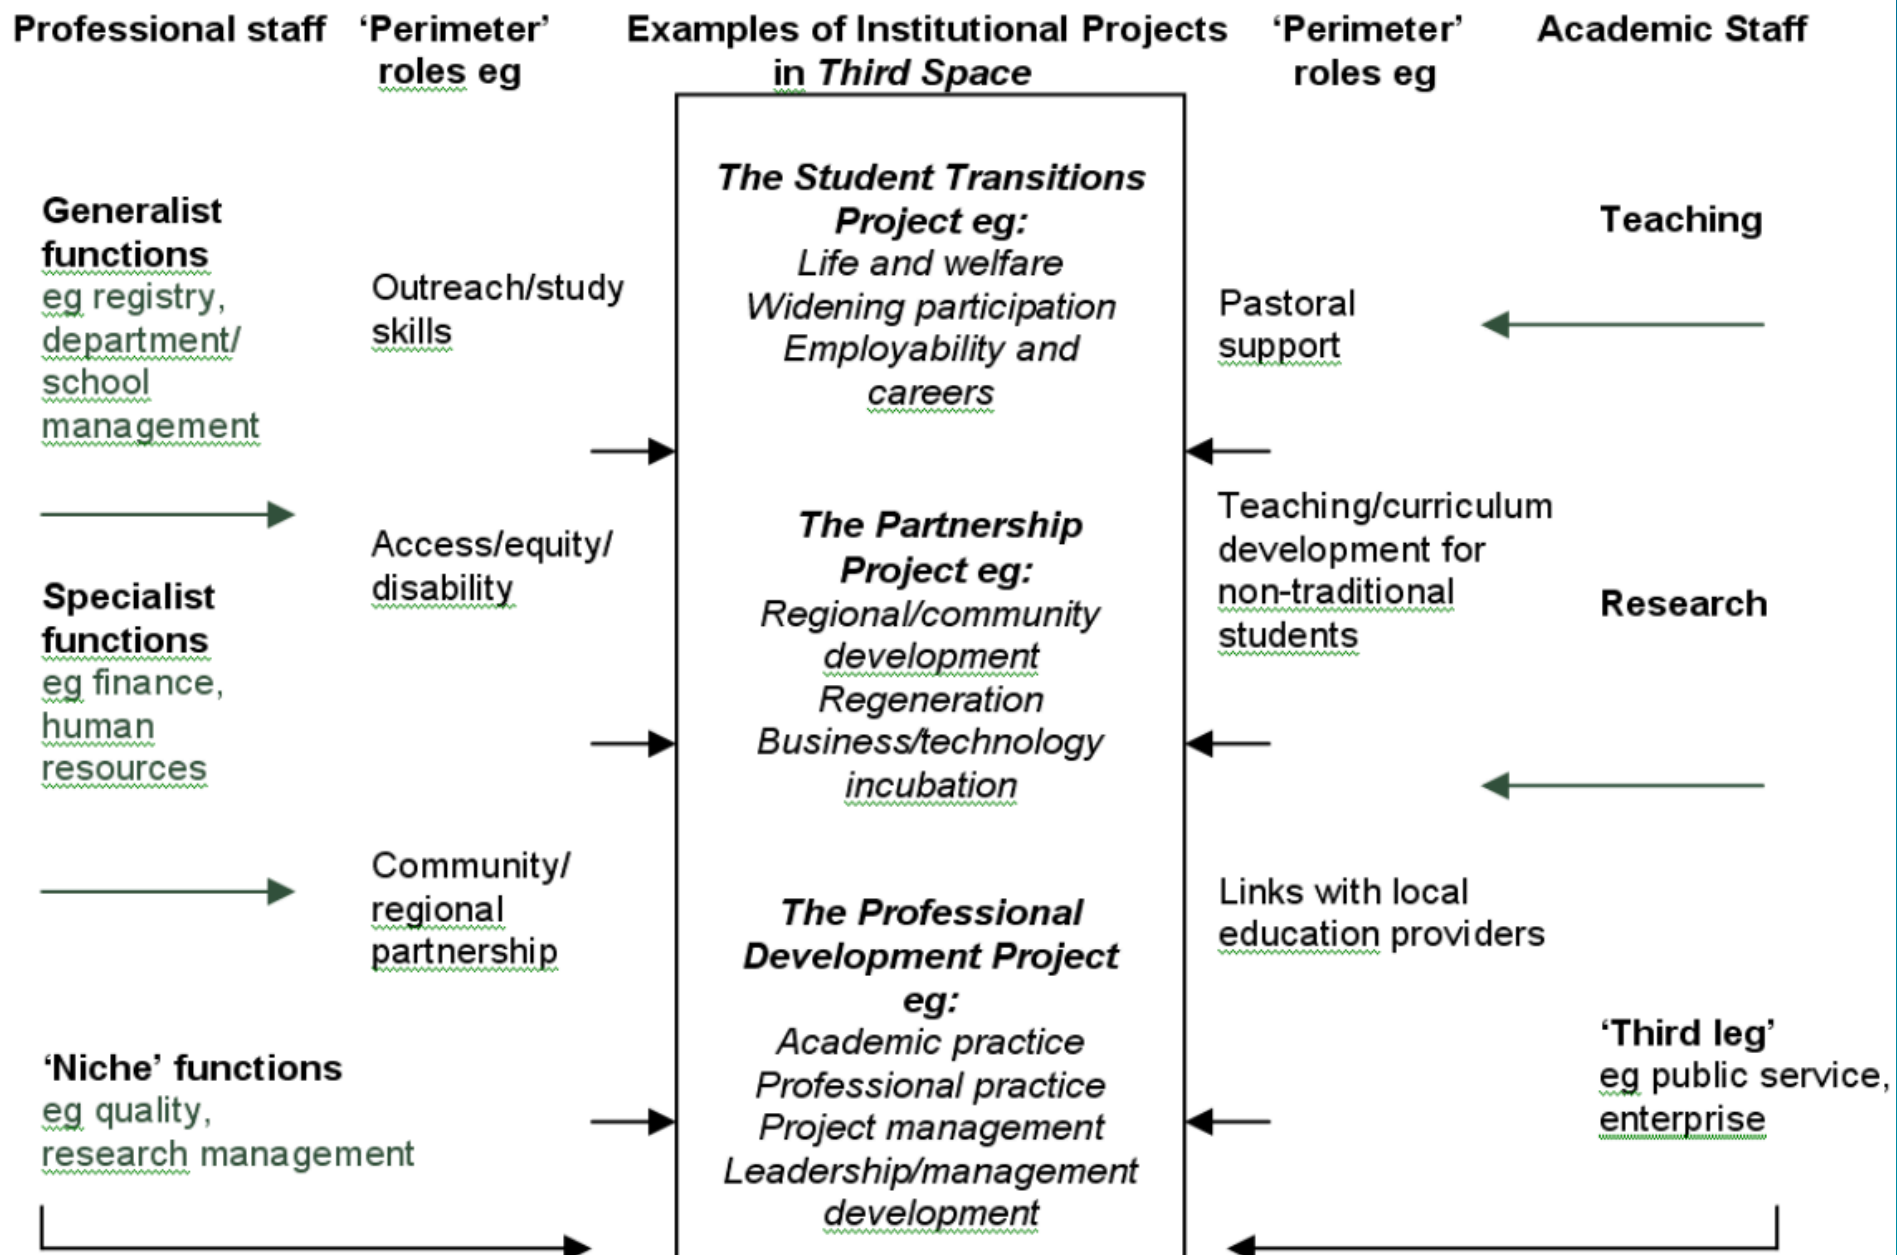 Professional staff
‘Perimeter’
roles eg
Examples of Institutional Projects
in Third Space
‘Perimeter’
roles eg
Academic Staff
Generalist
functions
eg registry,
department/
school
management
Specialist
functions
eg finance,
human
resources
‘Niche’ functions
eg quality,
research management
Outreach/study
skills
Access/equity/
disability
Community/
regional
partnership
The Student Transitions
Project eg:
Life and welfare
Widening participation
Employability and
careers
The Partnership
Project eg:
Regional/community
development
Regeneration
Business/technology
incubation
The Professional
Development Project
eg:
Academic practice
Professional practice
Project management
Leadership/management
development
Pastoral
support
Teaching/curriculum
development for
non-traditional
students
Links with local
education providers
Teaching
Research
‘Third leg’
eg public service,
enterprise